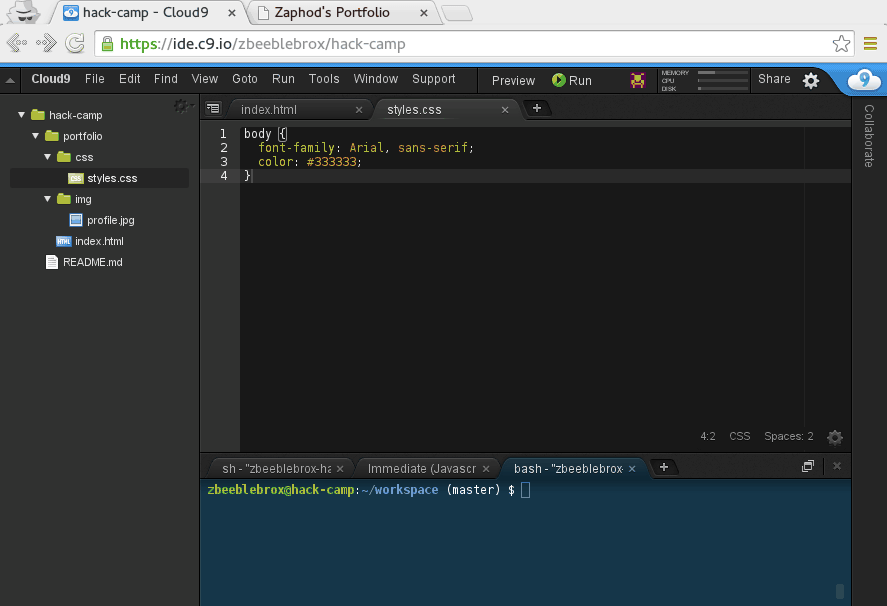 hack-camp - Cloud9 × Zaphod's Portfolio ×
https://ide.c9.io/zbeeblebrox/hack-camp
Cloud9 File Edit Find View Goto Run Tools Window Support Preview Run MEMORY CPU DISK Share 9
hack-camp
portfolio
css
styles.css
img
profile.jpg
index.html
README.md
index.html × styles.css × +
1 body {
2   font-family: Arial, sans-serif;
3   color: #333333;
4 }
4:2 CSS Spaces: 2
Collaborate
sh - "zbeeblebrox-ha × Immediate (Javascr × bash - "zbeeblebrox- × +
zbeeblebrox@hack-camp:~/workspace (master) $